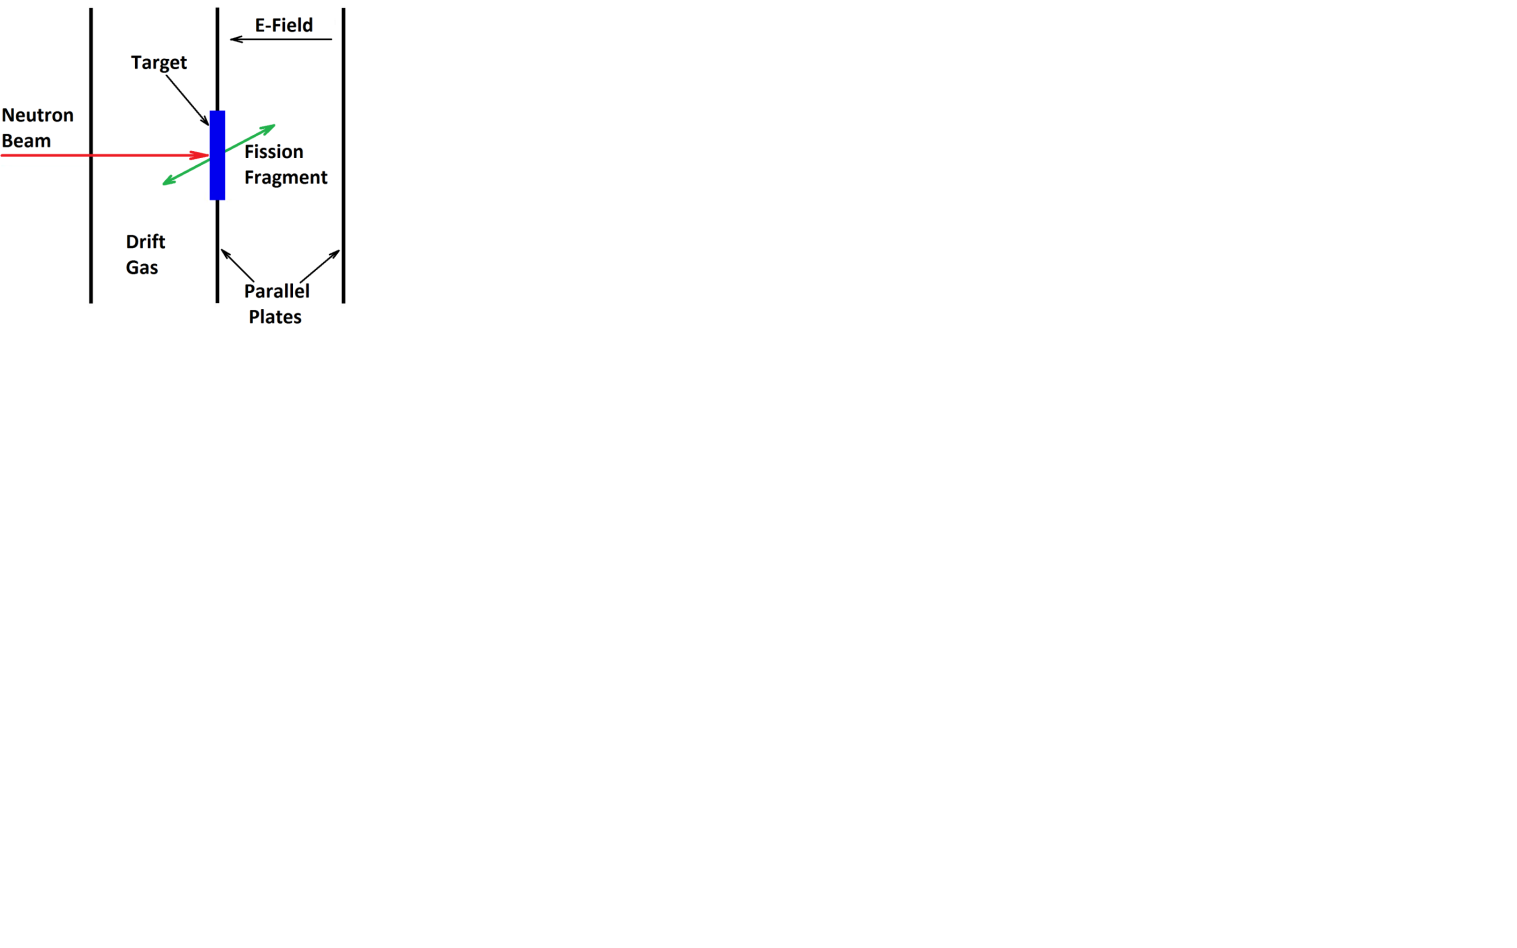 E-Field
Target
Neutron
Beam
Fission
Fragment
Drift
Gas
Parallel
Plates